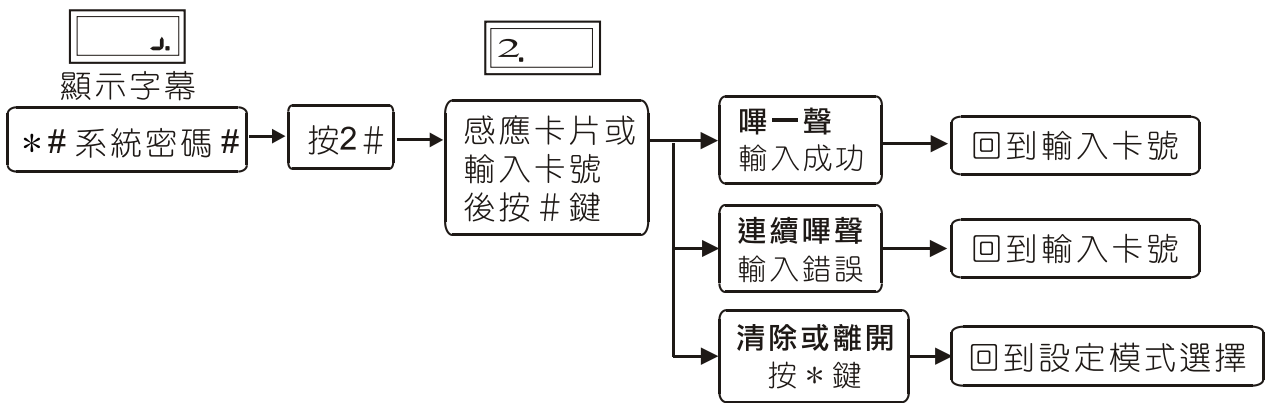 顯示字幕
＊#系統密碼#
按2#
2.
感應卡片或
輸入卡號
後按#鍵
嗶一聲
輸入成功
回到輸入卡號
連續嗶聲
輸入錯誤
回到輸入卡號
清除或離開
按＊鍵
回到設定模式選擇